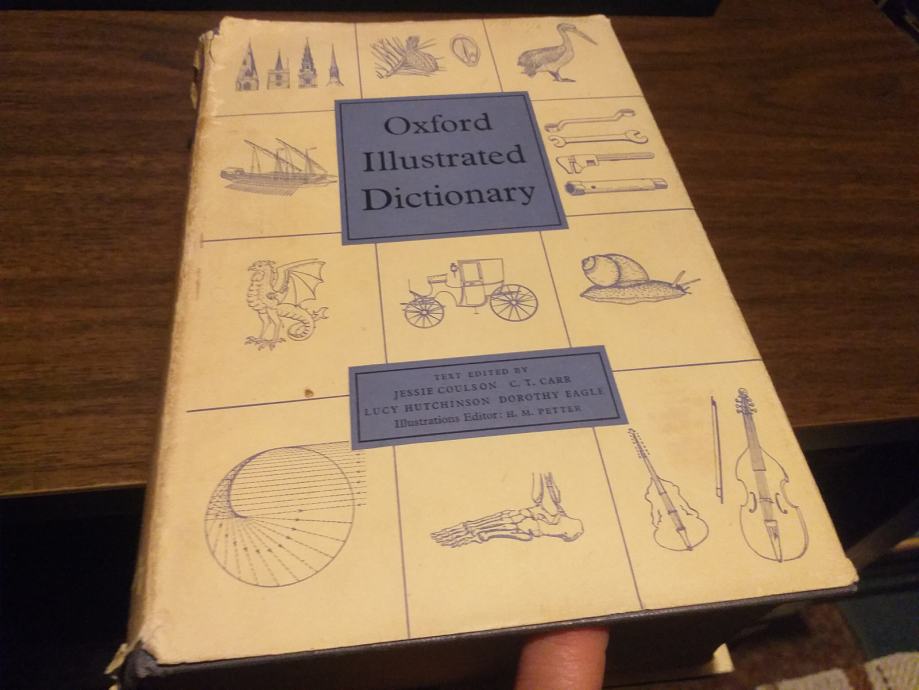 Oxford
Illustrated
Dictionary
TEXT EDITED BY
JESSIE COULSON C. T. CARR
LUCY HUTCHINSON DOROTHY EAGLE
Illustrations Editor: H. M. PETTER